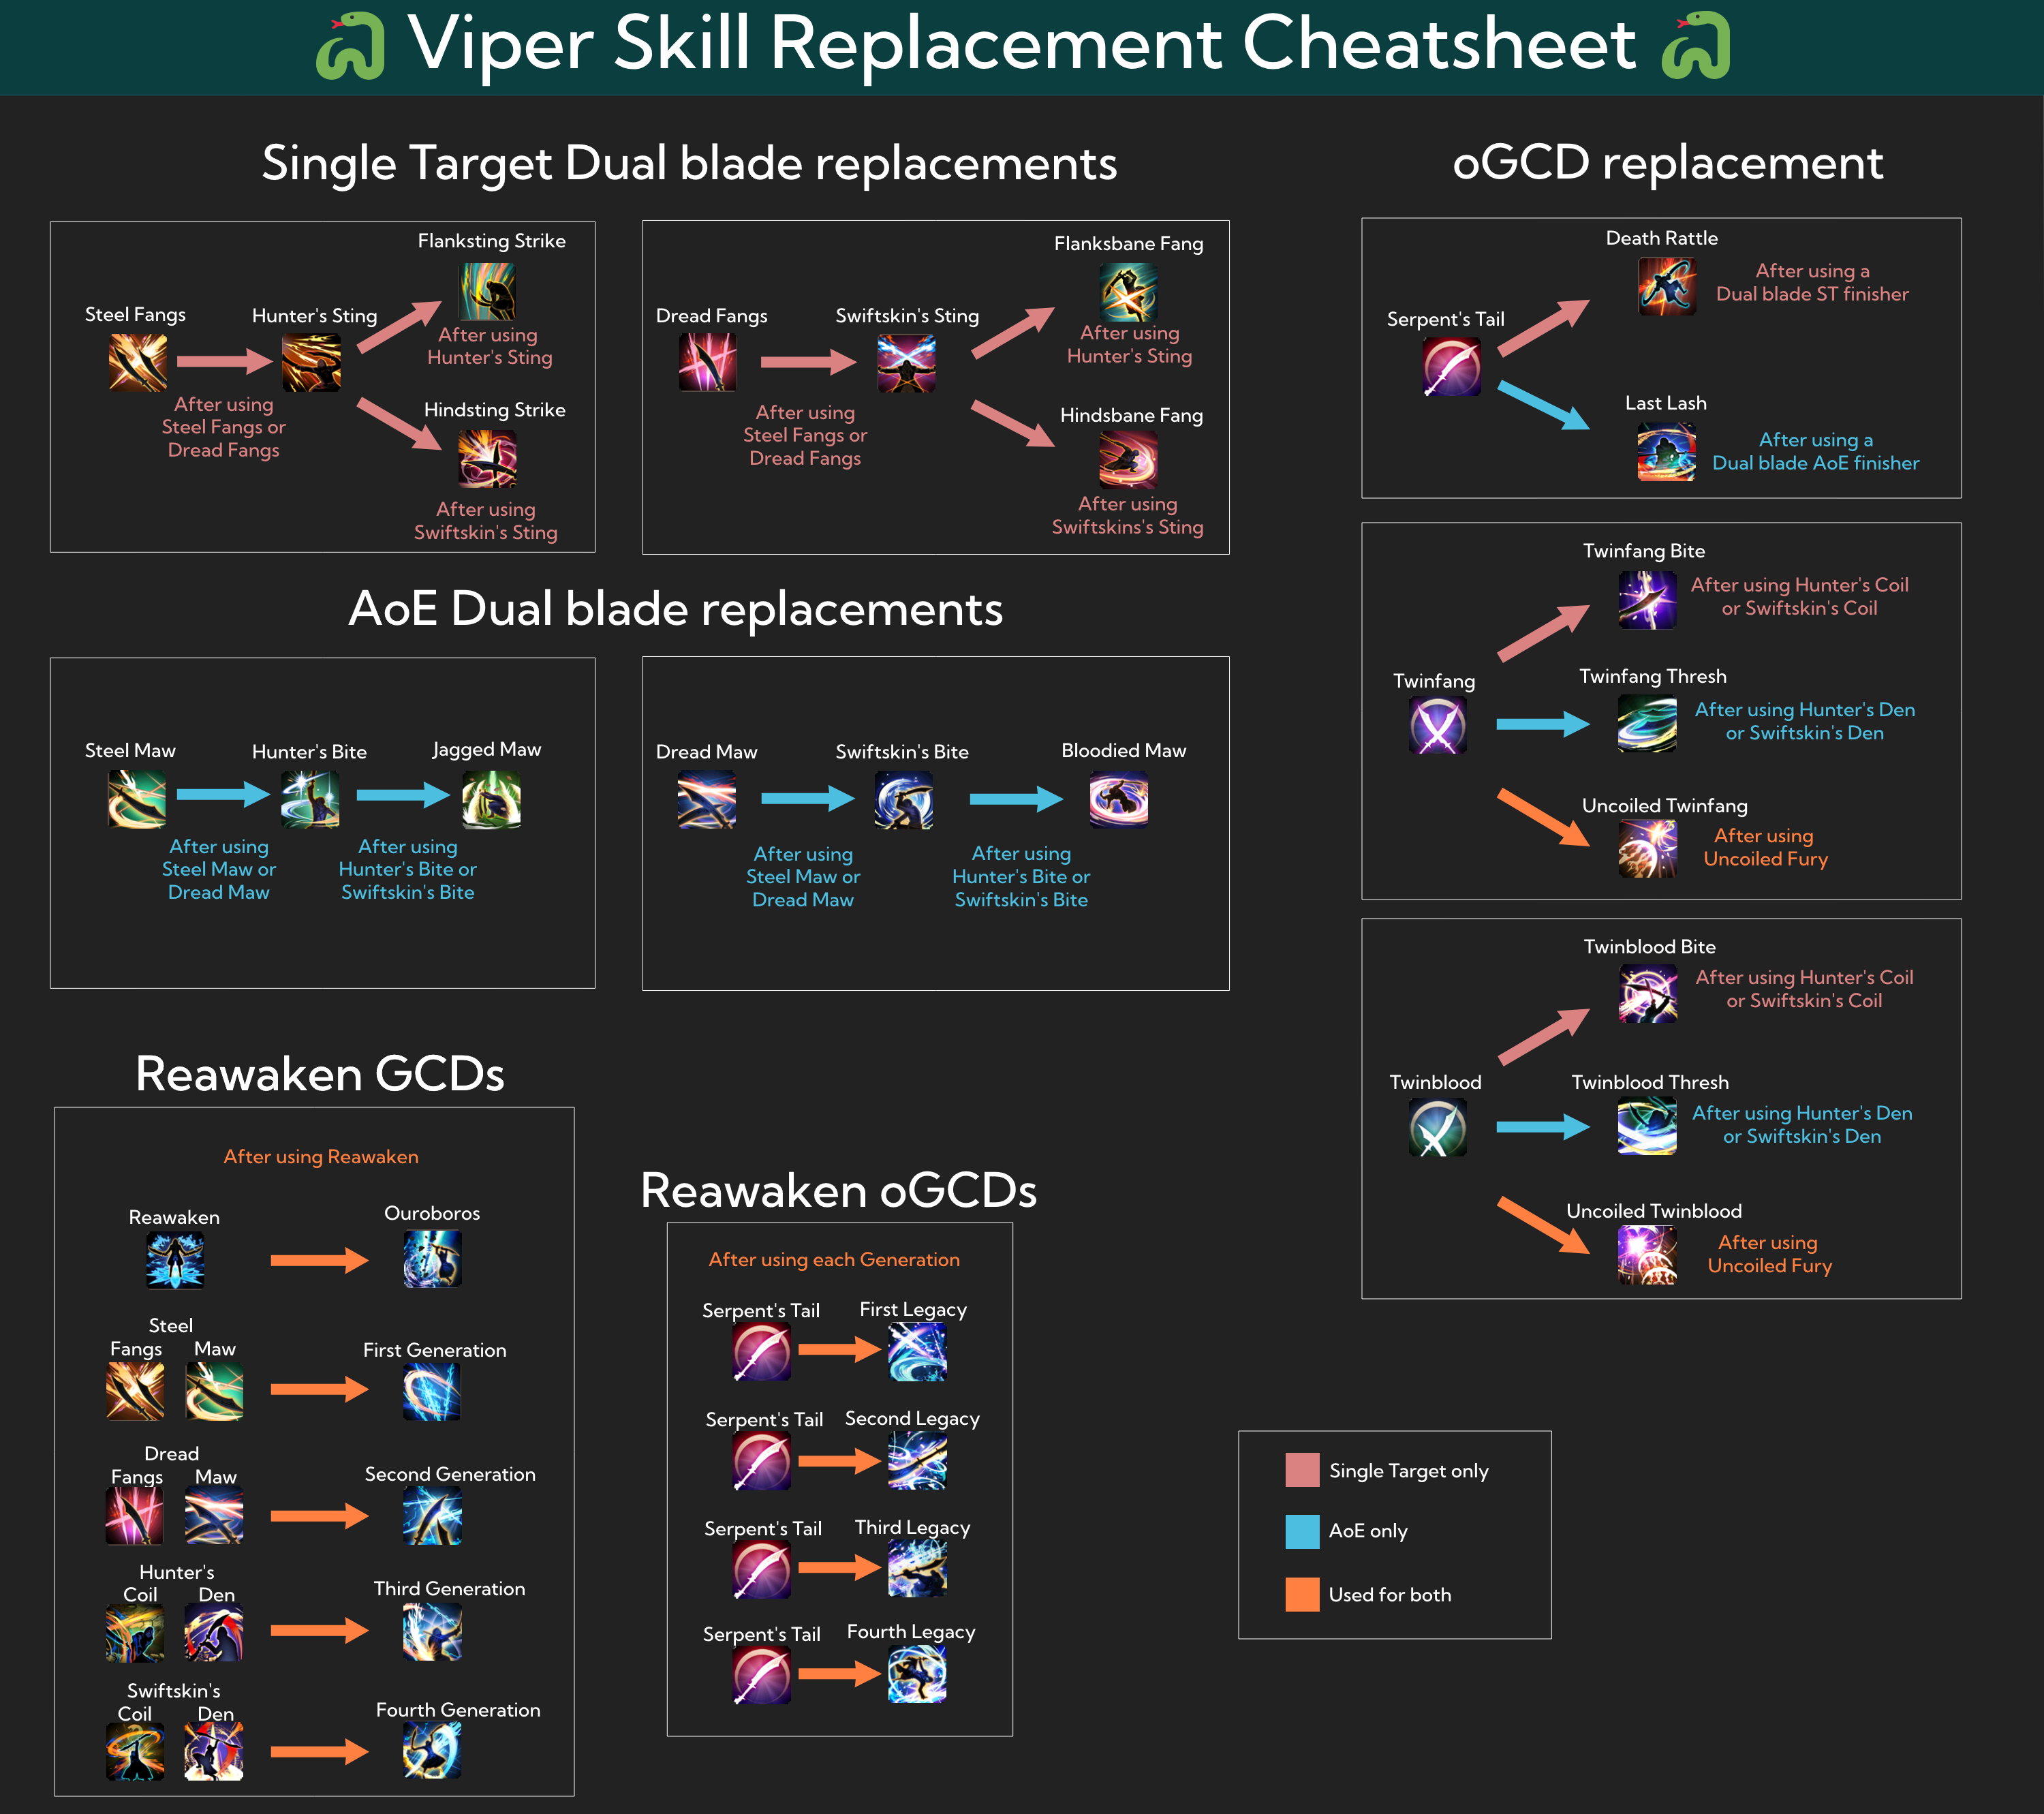 Viper Skill Replacement Cheatsheet
Single Target Dual blade replacements
Steel Fangs
After using
Steel Fangs or
Dread Fangs
Hunter's Sting
Flanksting Strike
After using
Hunter's Sting
Hindsting Strike
After using
Swiftskin's Sting
Dread Fangs
After using
Steel Fangs or
Dread Fangs
Swiftskin's Sting
Flanksbane Fang
After using
Hunter's Sting
Hindsbane Fang
After using
Swiftskins's Sting
AoE Dual blade replacements
Steel Maw
After using
Steel Maw or
Dread Maw
Hunter's Bite
After using
Hunter's Bite or
Swiftskin's Bite
Jagged Maw
Dread Maw
After using
Steel Maw or
Dread Maw
Swiftskin's Bite
After using
Hunter's Bite or
Swiftskin's Bite
Bloodied Maw
oGCD replacement
Serpent's Tail
Death Rattle
After using a
Dual blade ST finisher
Last Lash
After using a
Dual blade AoE finisher
Twinfang
Twinfang Bite
After using Hunter's Coil
or Swiftskin's Coil
Twinfang Thresh
After using Hunter's Den
or Swiftskin's Den
Uncoiled Twinfang
After using
Uncoiled Fury
Twinblood
Twinblood Bite
After using Hunter's Coil
or Swiftskin's Coil
Twinblood Thresh
After using Hunter's Den
or Swiftskin's Den
Uncoiled Twinblood
After using
Uncoiled Fury
Reawaken GCDs
After using Reawaken
Reawaken
Ouroboros
Steel
Fangs Maw
First Generation
Dread
Fangs Maw
Second Generation
Hunter's
Coil Den
Third Generation
Swiftskin's
Coil Den
Fourth Generation
Reawaken oGCDs
After using each Generation
Serpent's Tail
First Legacy
Serpent's Tail
Second Legacy
Serpent's Tail
Third Legacy
Serpent's Tail
Fourth Legacy
Single Target only
AoE only
Used for both